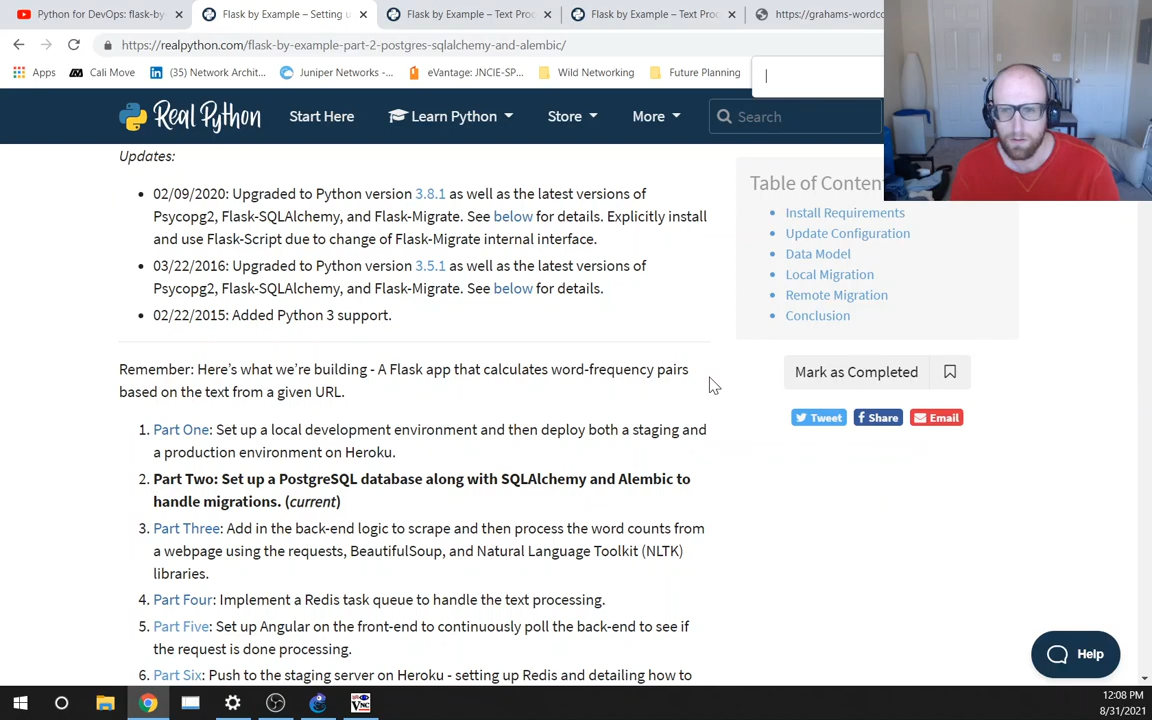 Python for DevOps: flask-by
Flask by Example – Setting u
Flask by Example – Text Proc
Flask by Example – Text Proc
https://grahams-wordco
https://realpython.com/flask-by-example-part-2-postgres-sqlalchemy-and-alembic/
Apps
Cali Move
(35) Network Archit...
Juniper Networks -...
eVantage: JNCIE-SP...
Wild Networking
Future Planning
Real Python
Start Here
Learn Python
Store
More
Search
Updates:
• 02/09/2020: Upgraded to Python version 3.8.1 as well as the latest versions of
Psycopg2, Flask-SQLAlchemy, and Flask-Migrate. See below for details. Explicitly install
and use Flask-Script due to change of Flask-Migrate internal interface.
• 03/22/2016: Upgraded to Python version 3.5.1 as well as the latest versions of
Psycopg2, Flask-SQLAlchemy, and Flask-Migrate. See below for details.
• 02/22/2015: Added Python 3 support.
Remember: Here's what we're building - A Flask app that calculates word-frequency pairs
based on the text from a given URL.
1. Part One: Set up a local development environment and then deploy both a staging and
a production environment on Heroku.
2. Part Two: Set up a PostgreSQL database along with SQLAlchemy and Alembic to
handle migrations. (current)
3. Part Three: Add in the back-end logic to scrape and then process the word counts from
a webpage using the requests, BeautifulSoup, and Natural Language Toolkit (NLTK)
libraries.
4. Part Four: Implement a Redis task queue to handle the text processing.
5. Part Five: Set up Angular on the front-end to continuously poll the back-end to see if
the request is done processing.
6. Part Six: Push to the staging server on Heroku - setting up Redis and detailing how to
Table of Conten
• Install Requirements
• Update Configuration
• Data Model
• Local Migration
• Remote Migration
• Conclusion
Mark as Completed
Tweet
Share
Email
Help
12:08 PM
8/31/2021